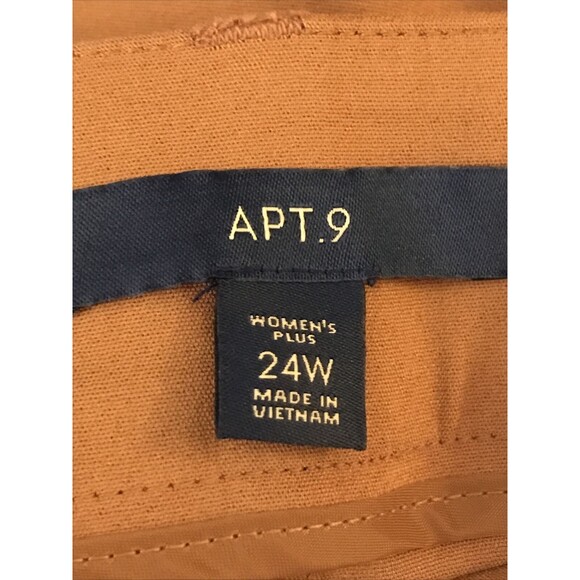 APT.9
WOMEN'S
PLUS
24W
MADE IN
VIETNAM